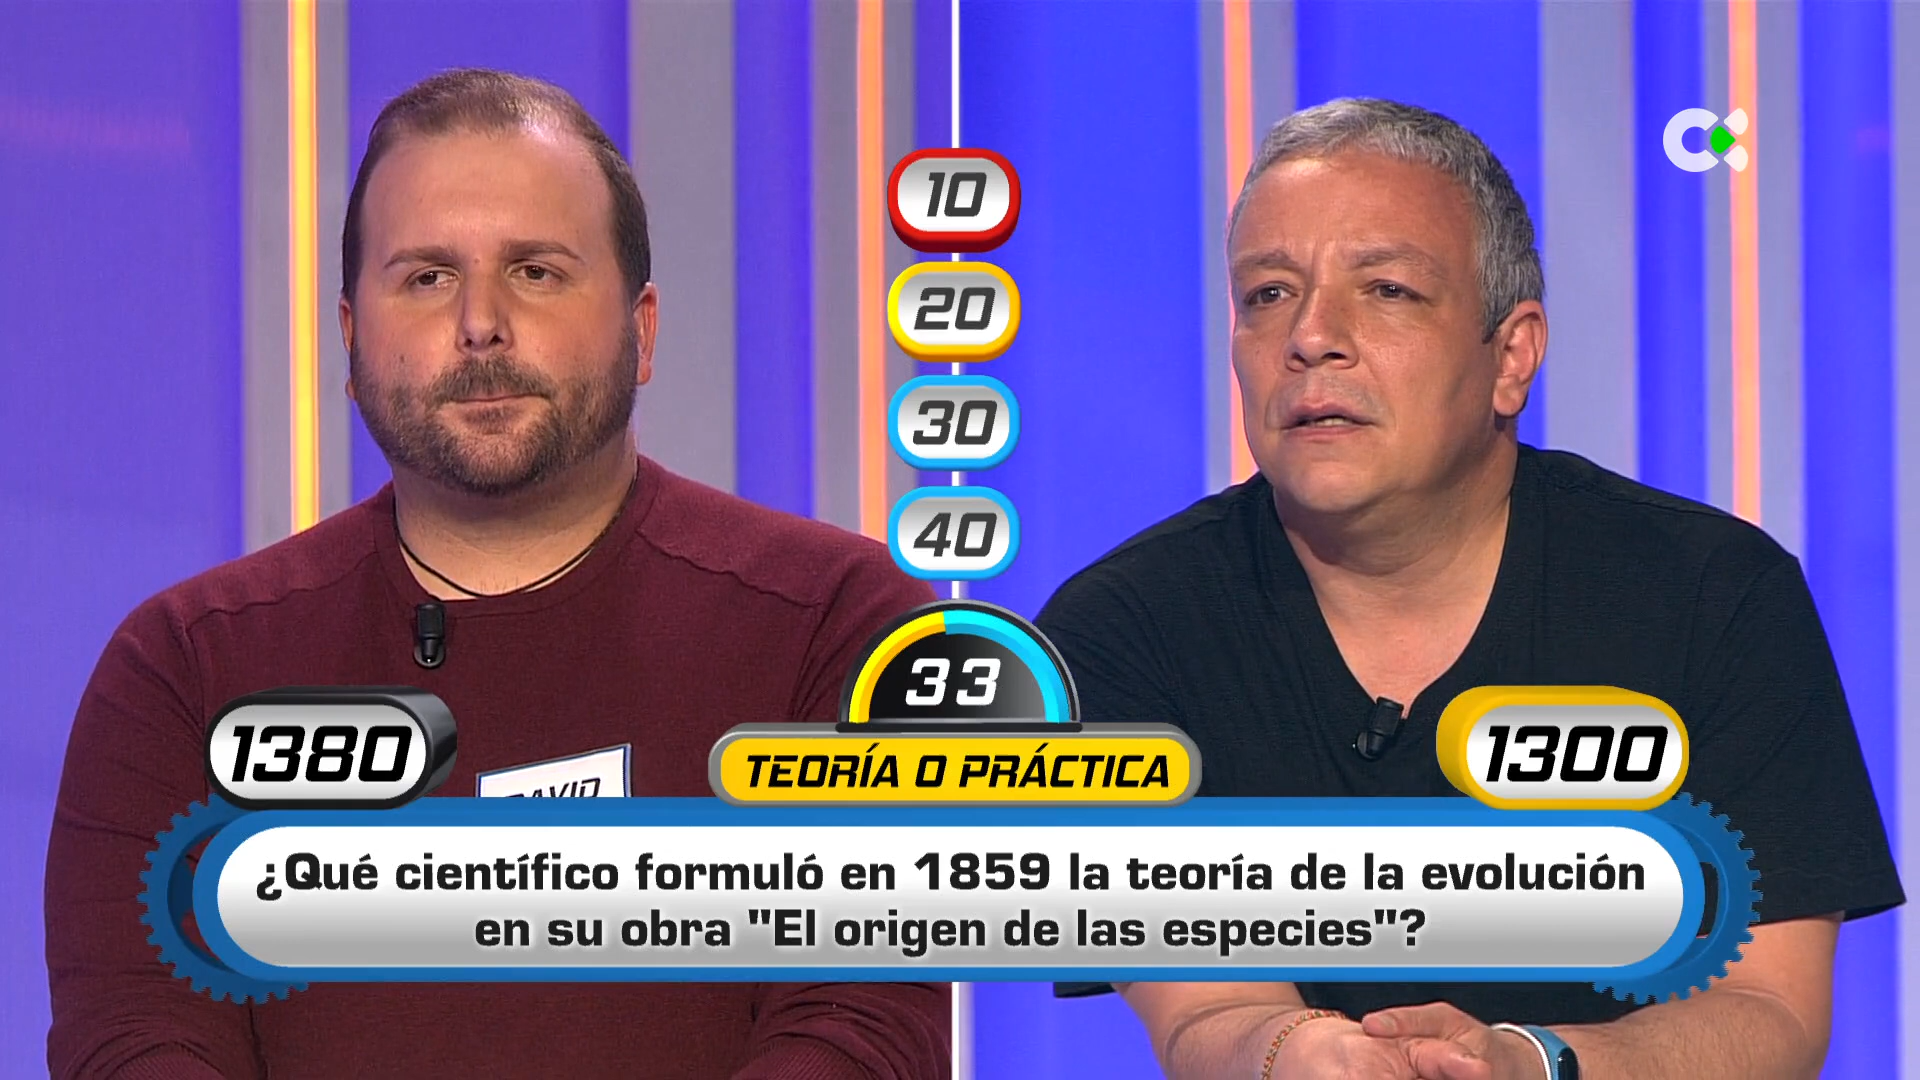 10
20
30
40
33
1380
TEORÍA O PRÁCTICA
1300
DAVID
¿Qué científico formuló en 1859 la teoría de la evolución
en su obra "El origen de las especies"?